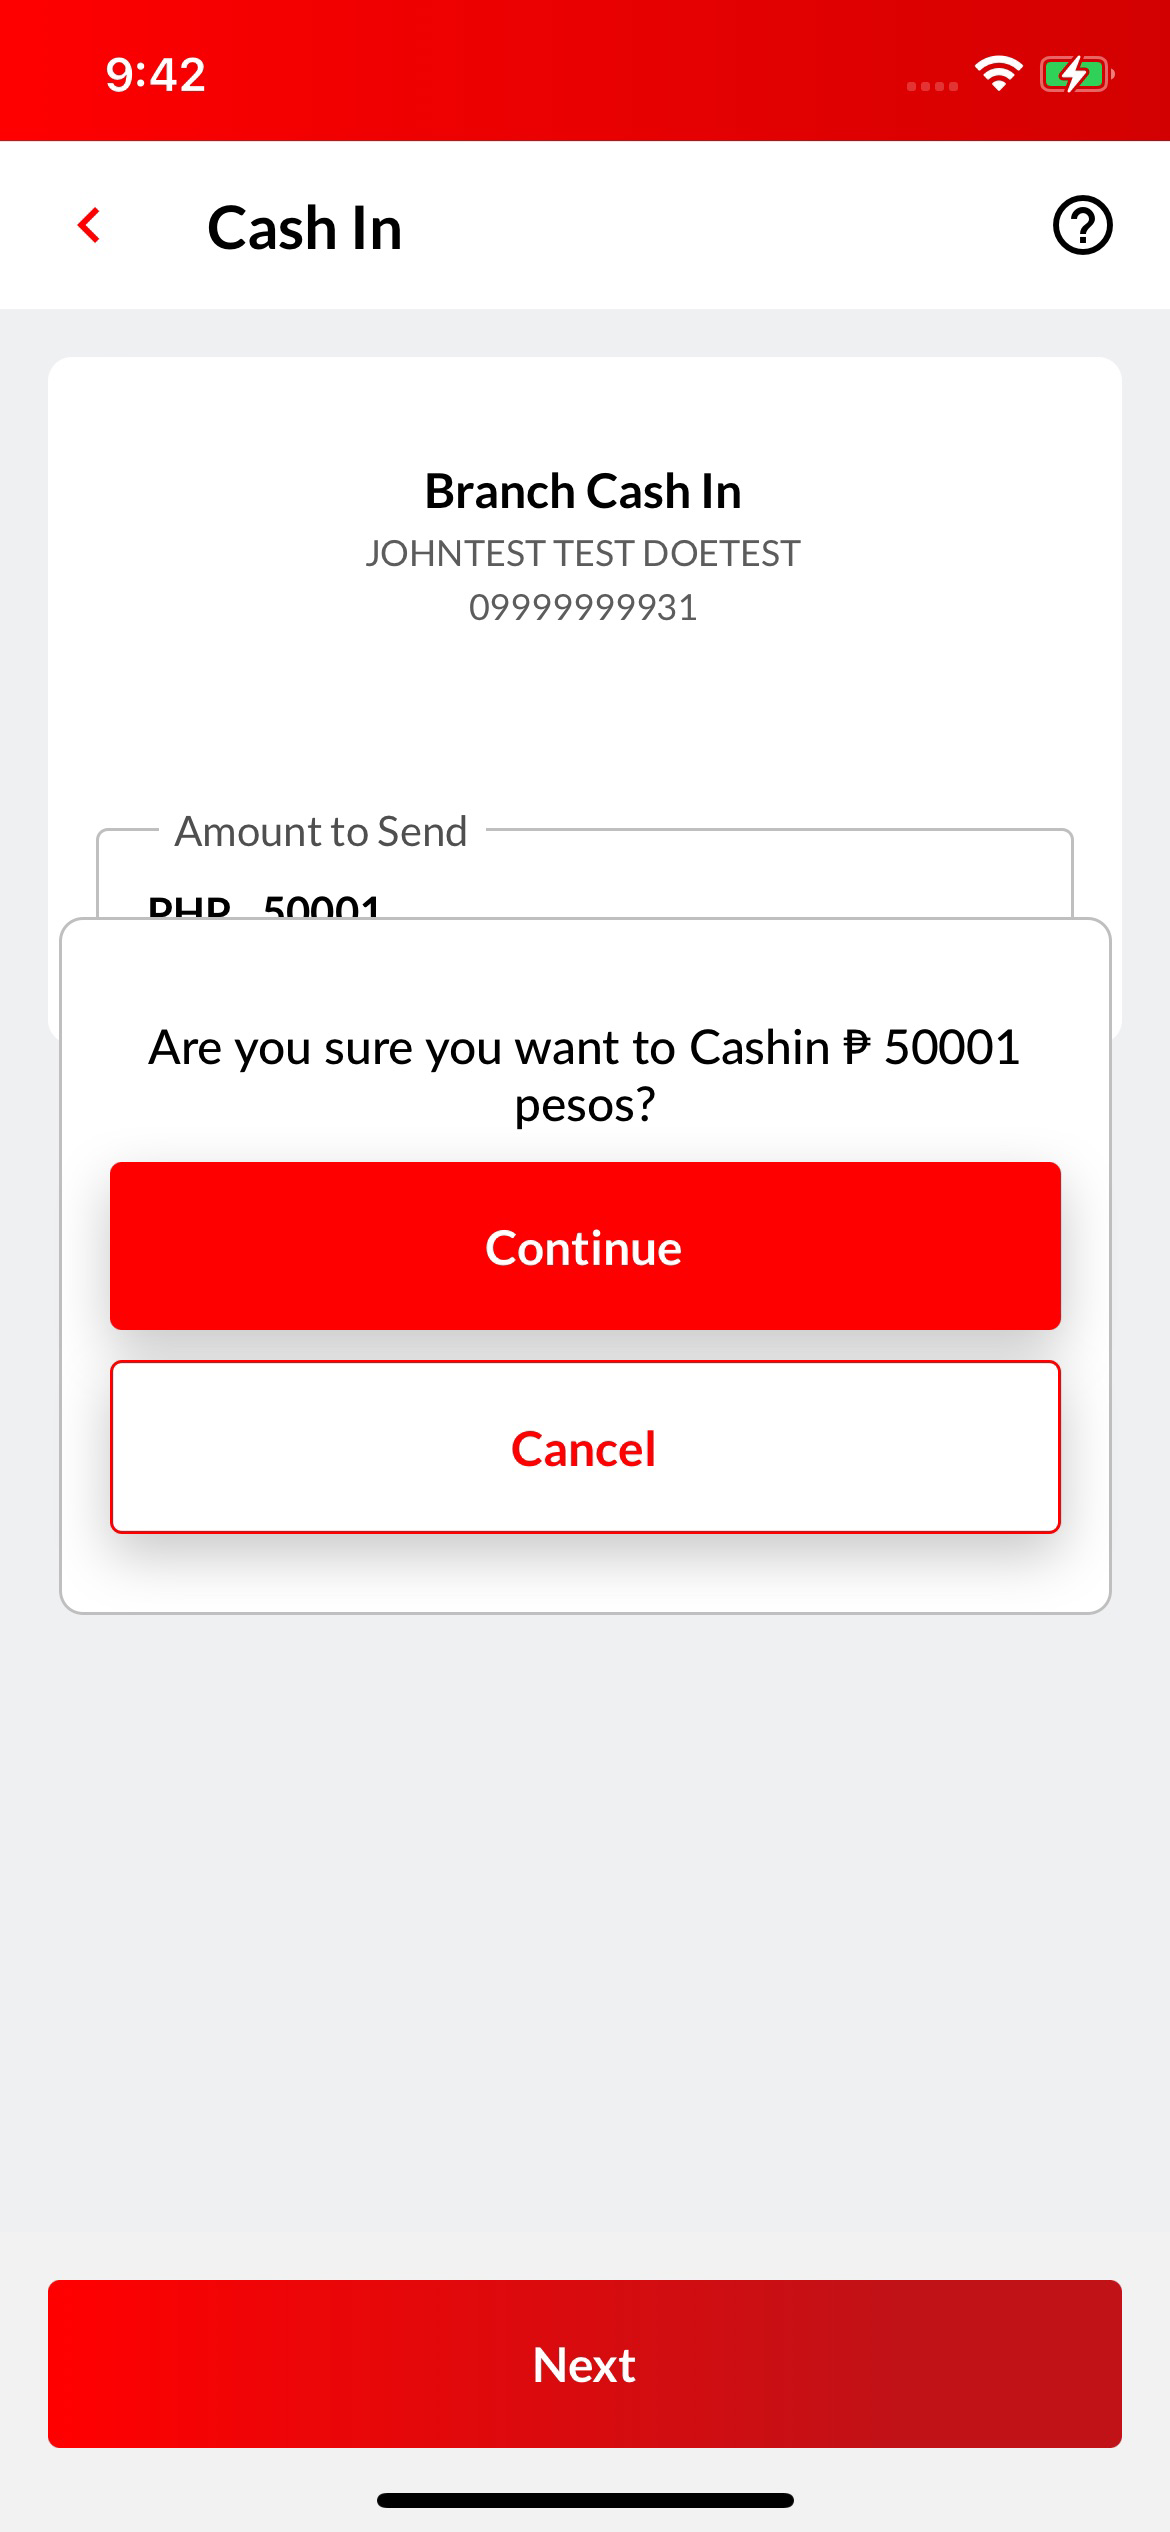 9:42
Cash In
Branch Cash In
JOHNTEST TEST DOETEST
09999999931
Amount to Send
PHP 50001
Are you sure you want to Cashin ₱ 50001
pesos?
Continue
Cancel
Next